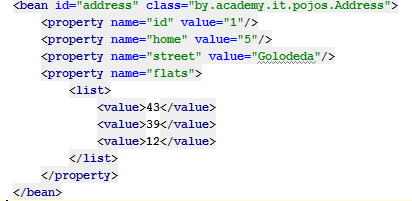 <bean id="address" class="by.academy.it.pojos.Address">
<property name="id" value="1"/>
<property name="home" value="5"/>
<property name="street" value="Golodeda"/>
<property name="flats">
<list>
<value>43</value>
<value>39</value>
<value>12</value>
</list>
</property>
</bean>